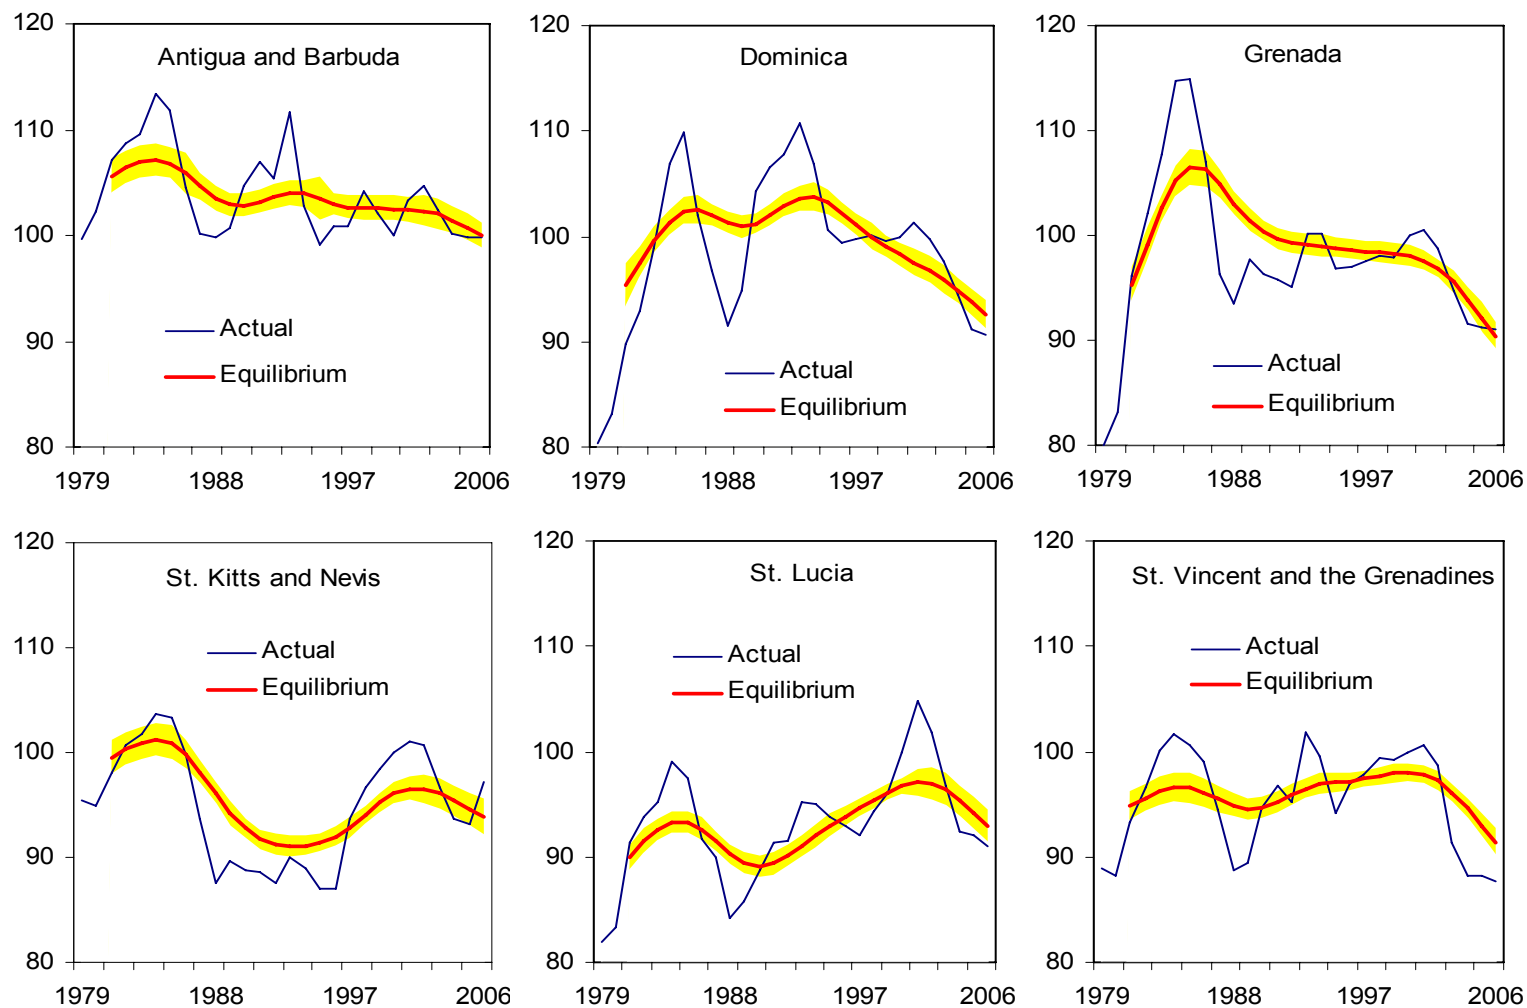 Antigua and Barbuda
120
110
100
90
80
Actual
Equilibrium
1979 1988 1997 2006
Dominica
120
110
100
90
80
Actual
Equilibrium
1979 1988 1997 2006
Grenada
120
110
100
90
80
Actual
Equilibrium
1979 1988 1997 2006
St. Kitts and Nevis
120
110
100
90
80
Actual
Equilibrium
1979 1988 1997 2006
St. Lucia
120
110
100
90
80
Actual
Equilibrium
1979 1988 1997 2006
St. Vincent and the Grenadines
120
110
100
90
80
Actual
Equilibrium
1979 1988 1997 2006